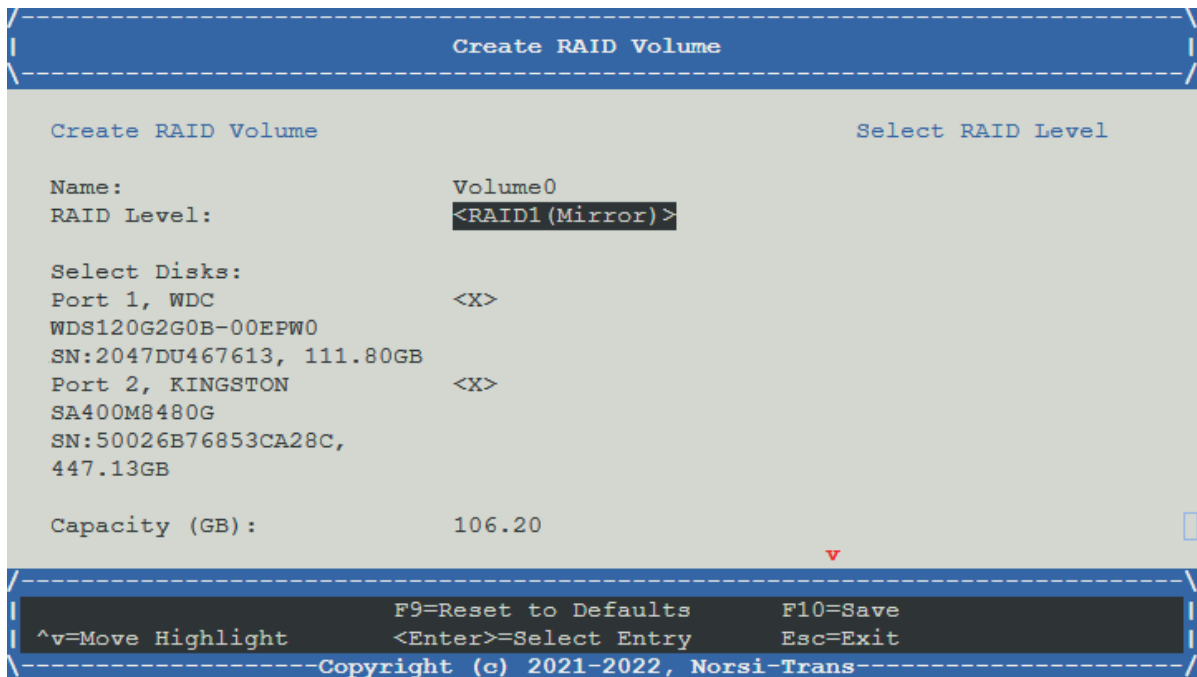 Create RAID Volume
Create RAID Volume Select RAID Level
Name: Volume0
RAID Level: <RAID1(Mirror)>
Select Disks:
Port 1, WDC <X>
WDS120G2G0B-00EPW0
SN:2047DU467613, 111.80GB
Port 2, KINGSTON <X>
SA400M8480G
SN:50026B76853CA28C,
447.13GB
Capacity (GB): 106.20
v
F9=Reset to Defaults F10=Save
^v=Move Highlight <Enter>=Select Entry Esc=Exit
Copyright (c) 2021-2022, Norsi-Trans